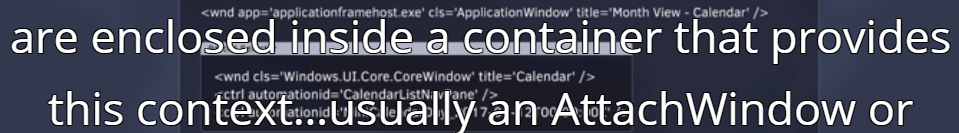 <wnd app='applicationframehost.exe' cls='ApplicationWindow' title='Month View - Calendar' />
are enclosed inside a container that provides
<wnd cls='Windows.UI.Core.CoreWindow' title='Calendar' />
<ctrl automationid='CalendarListNavPane' />
this context...usually an AttachWindow or